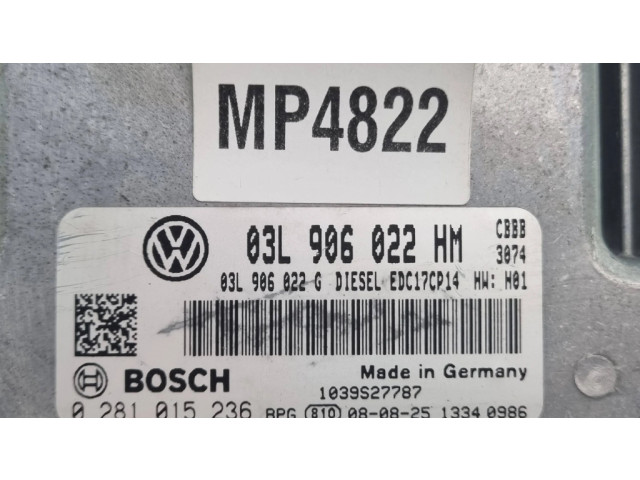 MP4822
03L 906 022 HM CBBB
3074
03L 906 022 G DIESEL EDC17CP14 HW: H01
BOSCH Made in Germany
1039S27787
0 281 015 236 RPG 810 08-08-25 1334 0986